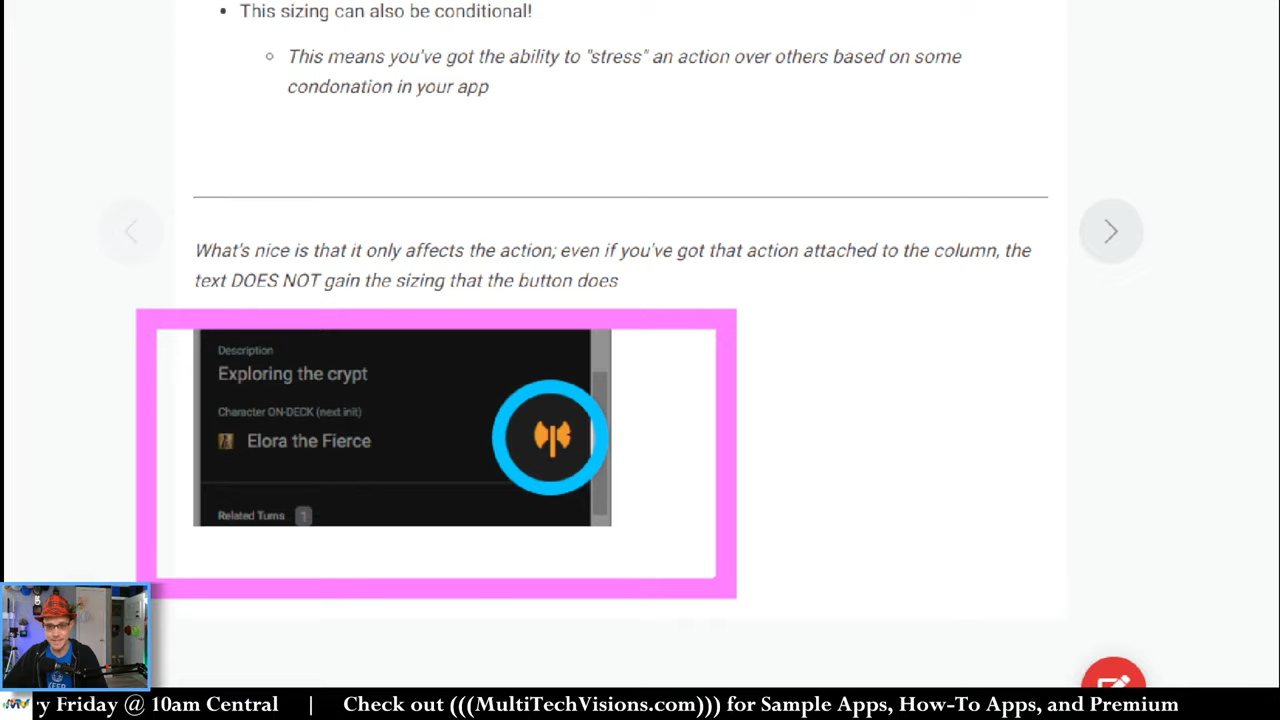 This sizing can also be conditional!
This means you've got the ability to "stress" an action over others based on some
condonation in your app
What's nice is that it only affects the action; even if you've got that action attached to the column, the
text DOES NOT gain the sizing that the button does
Description
Exploring the crypt
Character ON-DECK (next init)
Elora the Fierce
Related Turns 1
y Friday @ 10am Central | Check out (((MultiTechVisions.com))) for Sample Apps, How-To Apps, and Premium